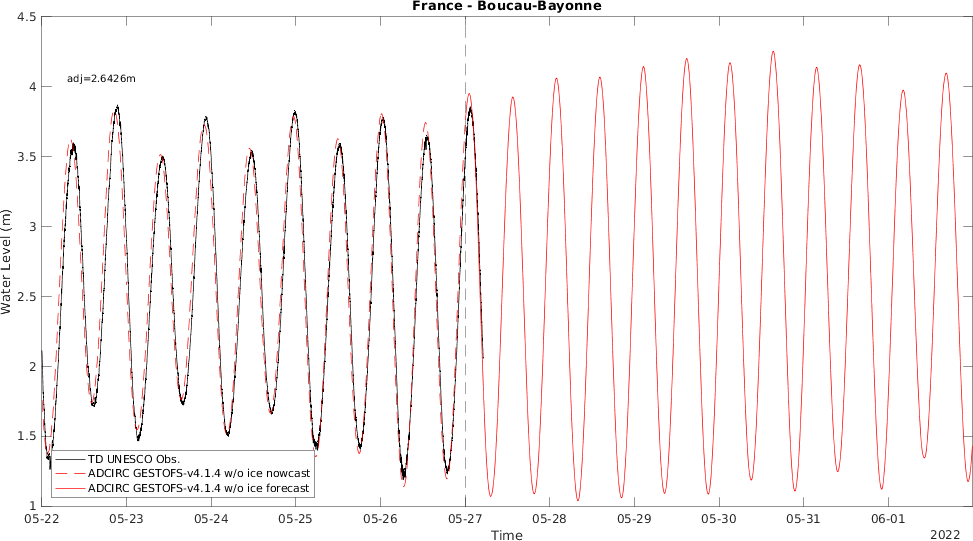 France - Boucau-Bayonne
adj=2.6426m
4.5
4
3.5
3
2.5
2
1.5
1
Water Level (m)
TD UNESCO Obs.
ADCIRC GESTOFS-v4.1.4 w/o ice nowcast
ADCIRC GESTOFS-v4.1.4 w/o ice forecast
05-22 05-23 05-24 05-25 05-26 05-27 05-28 05-29 05-30 05-31 06-01
Time
2022